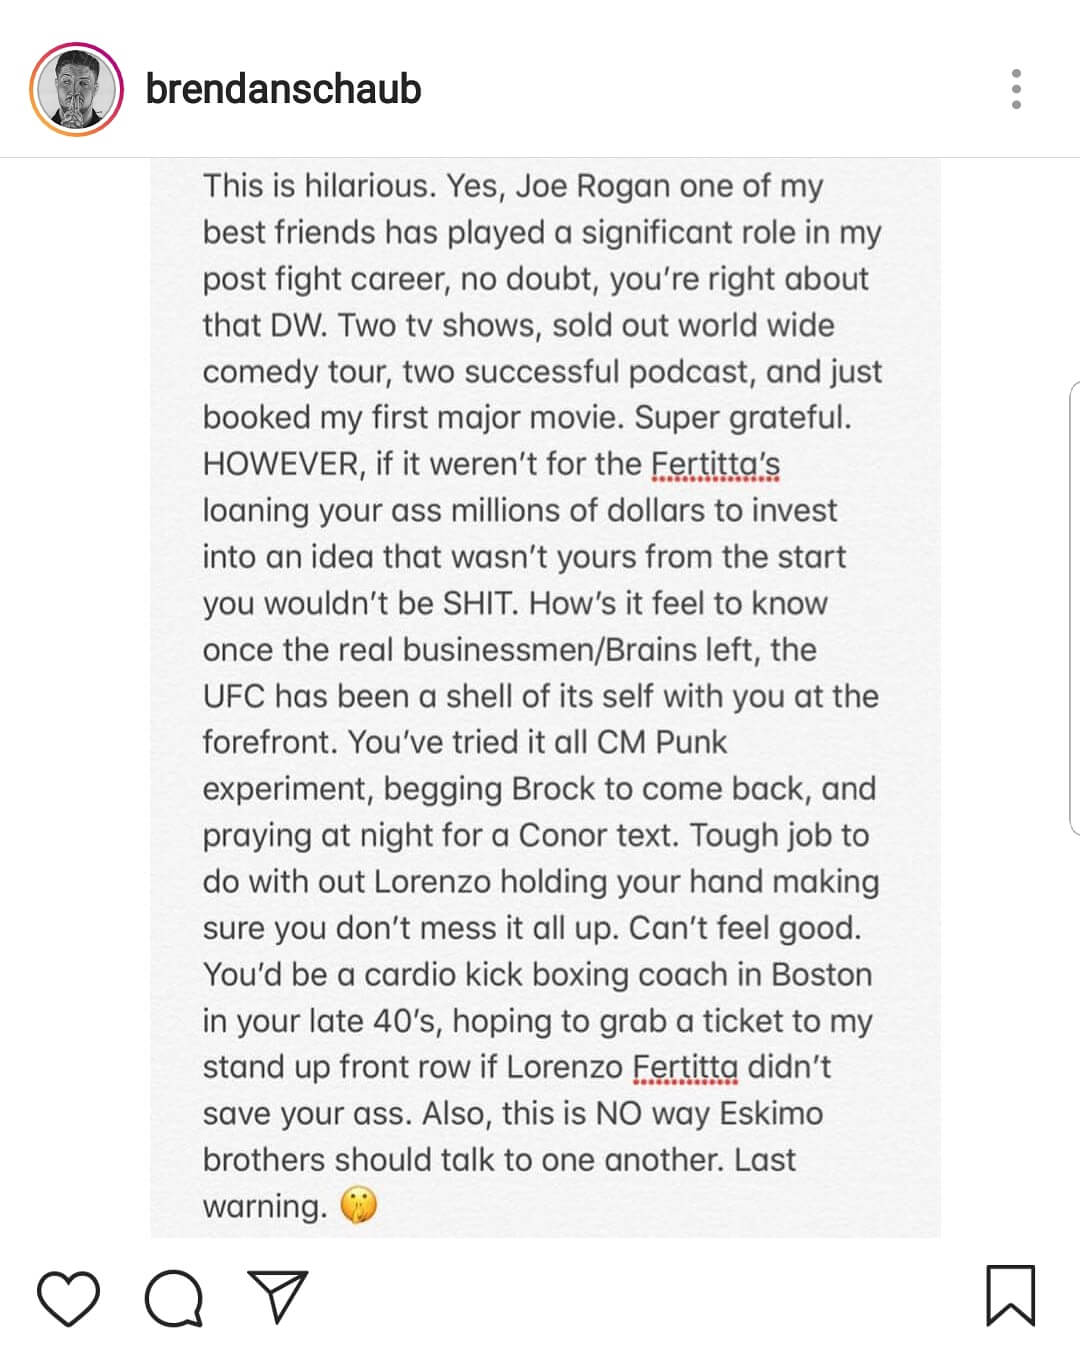 brendanschaub
This is hilarious. Yes, Joe Rogan one of my
best friends has played a significant role in my
post fight career, no doubt, you're right about
that DW. Two tv shows, sold out world wide
comedy tour, two successful podcast, and just
booked my first major movie. Super grateful.
HOWEVER, if it weren't for the Fertitta's
loaning your ass millions of dollars to invest
into an idea that wasn't yours from the start
you wouldn't be SHIT. How's it feel to know
once the real businessmen/Brains left, the
UFC has been a shell of its self with you at the
forefront. You've tried it all CM Punk
experiment, begging Brock to come back, and
praying at night for a Conor text. Tough job to
do with out Lorenzo holding your hand making
sure you don't mess it all up. Can't feel good.
You'd be a cardio kick boxing coach in Boston
in your late 40's, hoping to grab a ticket to my
stand up front row if Lorenzo Fertitta didn't
save your ass. Also, this is NO way Eskimo
brothers should talk to one another. Last
warning. 🤫